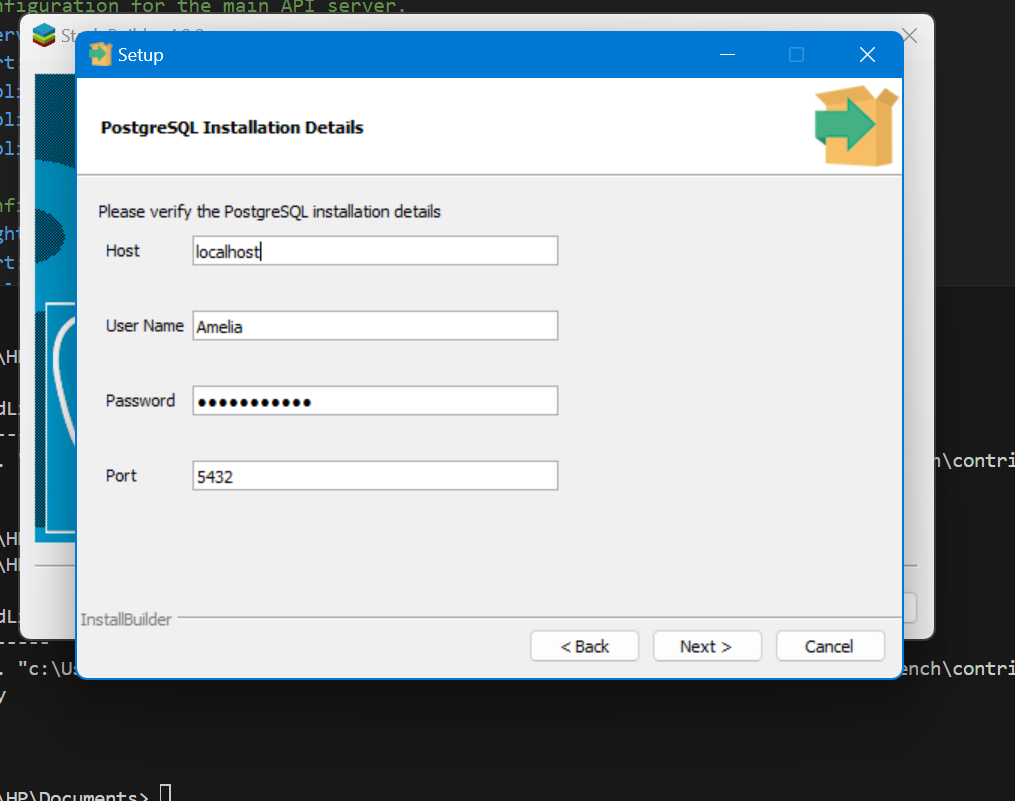 nfiguration for the main API server.
Setup
PostgreSQL Installation Details
Please verify the PostgreSQL installation details
Host
localhost
User Name
Amelia
Password
•••••••••••
Port
5432
InstallBuilder
< Back
Next >
Cancel
\contri
. "c:\Us
ench\contri
\HP\Documents>